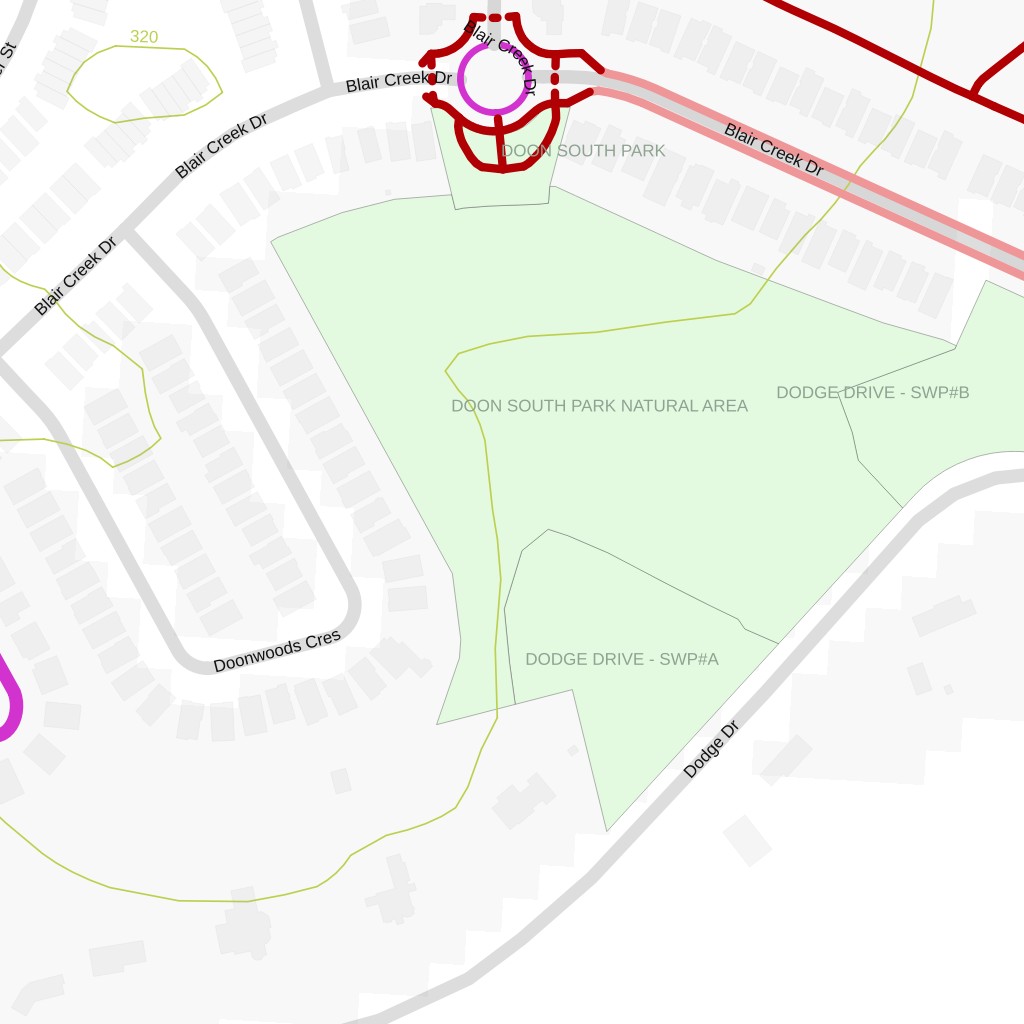 320
Blair Creek Dr
Blair Creek Dr
Blair Creek Dr
Blair Creek Dr
DOON SOUTH PARK
Blair Creek Dr
DODGE DRIVE - SWP#B
DOON SOUTH PARK NATURAL AREA
Doonwoods Cres
DODGE DRIVE - SWP#A
Dodge Dr